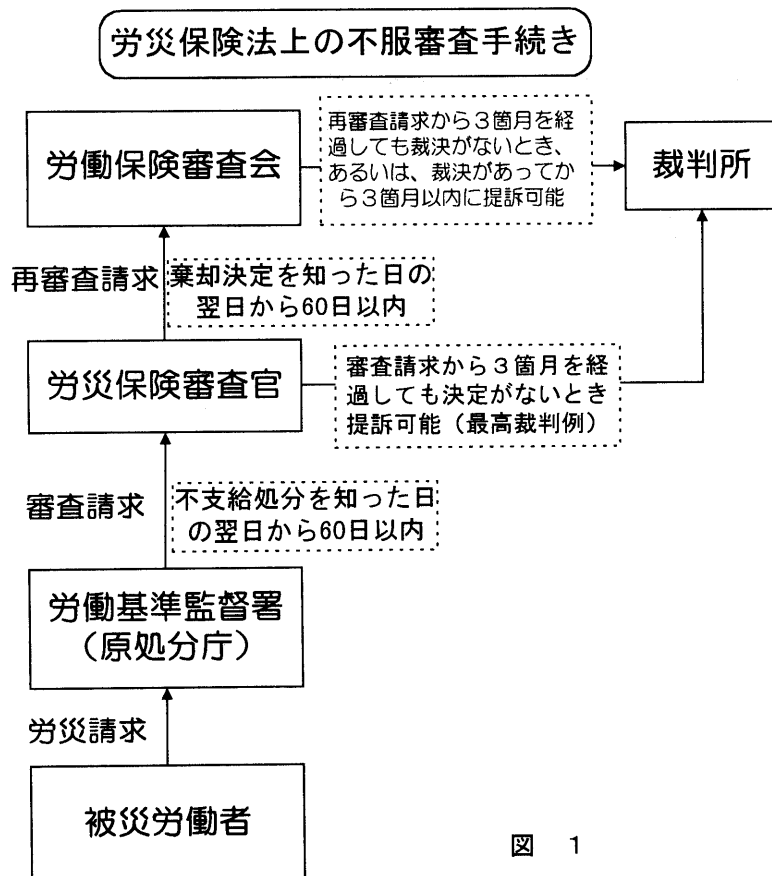 労災保険法上の不服審査手続き
労働保険審査会
再審査請求から3箇月を経
過しても裁決がないとき、
あるいは、裁決があってか
ら3箇月以内に提訴可能
裁判所
再審査請求
棄却決定を知った日の
翌日から60日以内
労災保険審査官
審査請求から3箇月を経
過しても決定がないとき
提訴可能（最高裁判例）
審査請求
不支給処分を知った日
の翌日から60日以内
労働基準監督署
（原処分庁）
労災請求
被災労働者
図 1